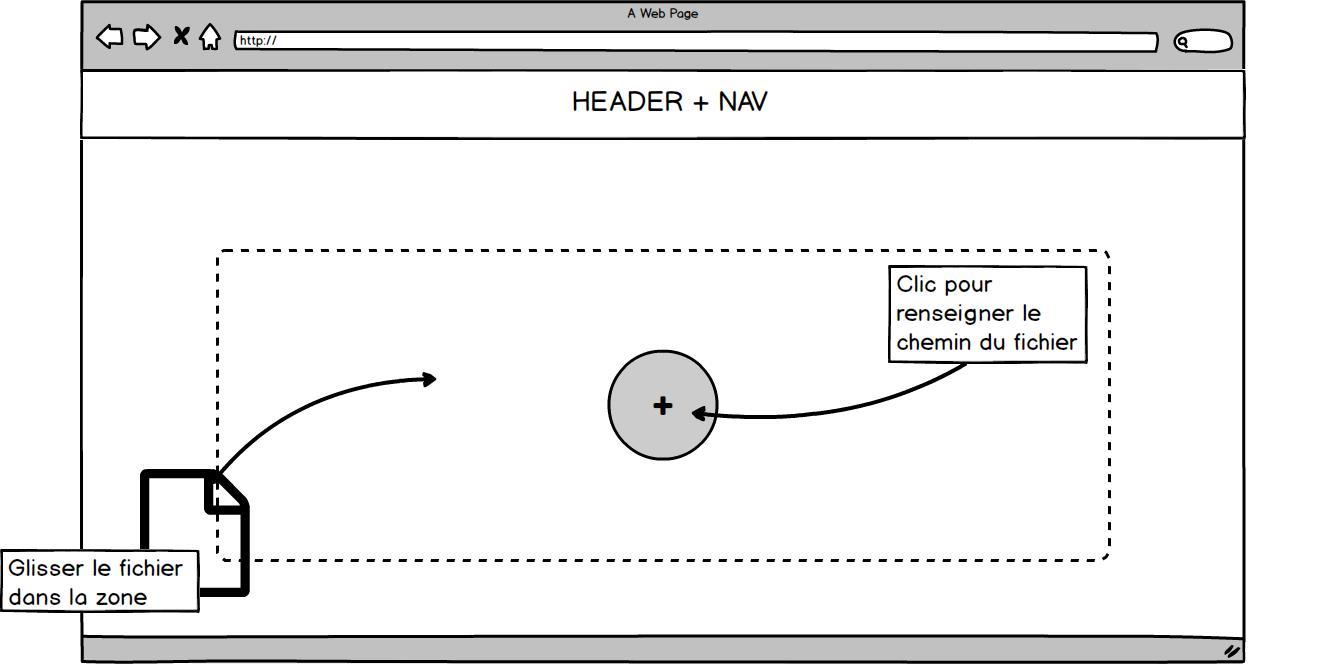 A Web Page
http://
HEADER + NAV
Clic pour
renseigner le
chemin du fichier
+
Glisser le fichier
dans la zone